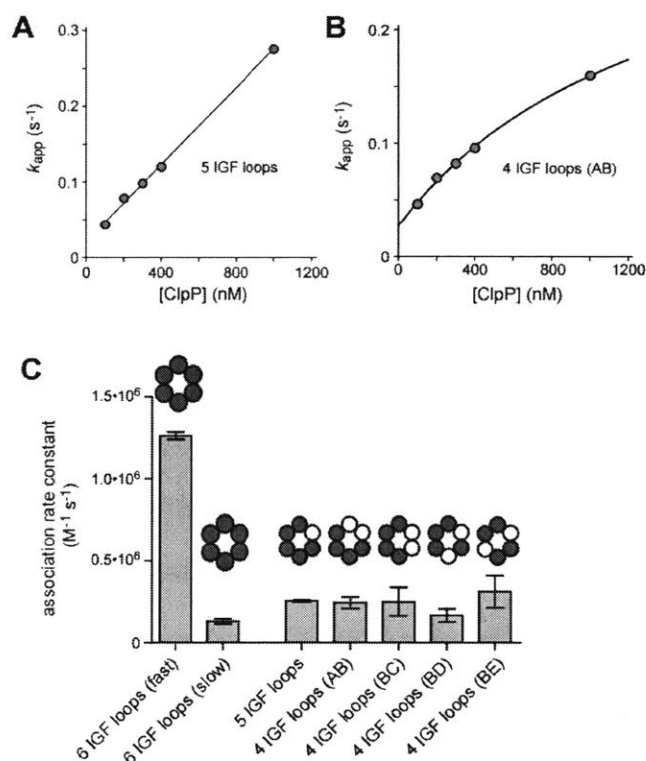 A
0.3
0.2
0.1
0
k_app (s⁻¹)
5 IGF loops
0 400 800 1200
[ClpP] (nM)
B
0.2
0.1
0
k_app (s⁻¹)
4 IGF loops (AB)
0 400 800 1200
[ClpP] (nM)
C
1.5•10⁶
1.0•10⁶
0.5•10⁶
0
association rate constant
(M⁻¹ s⁻¹)
6 IGF loops (fast)
6 IGF loops (slow)
5 IGF loops
4 IGF loops (AB)
4 IGF loops (BC)
4 IGF loops (BD)
4 IGF loops (BE)